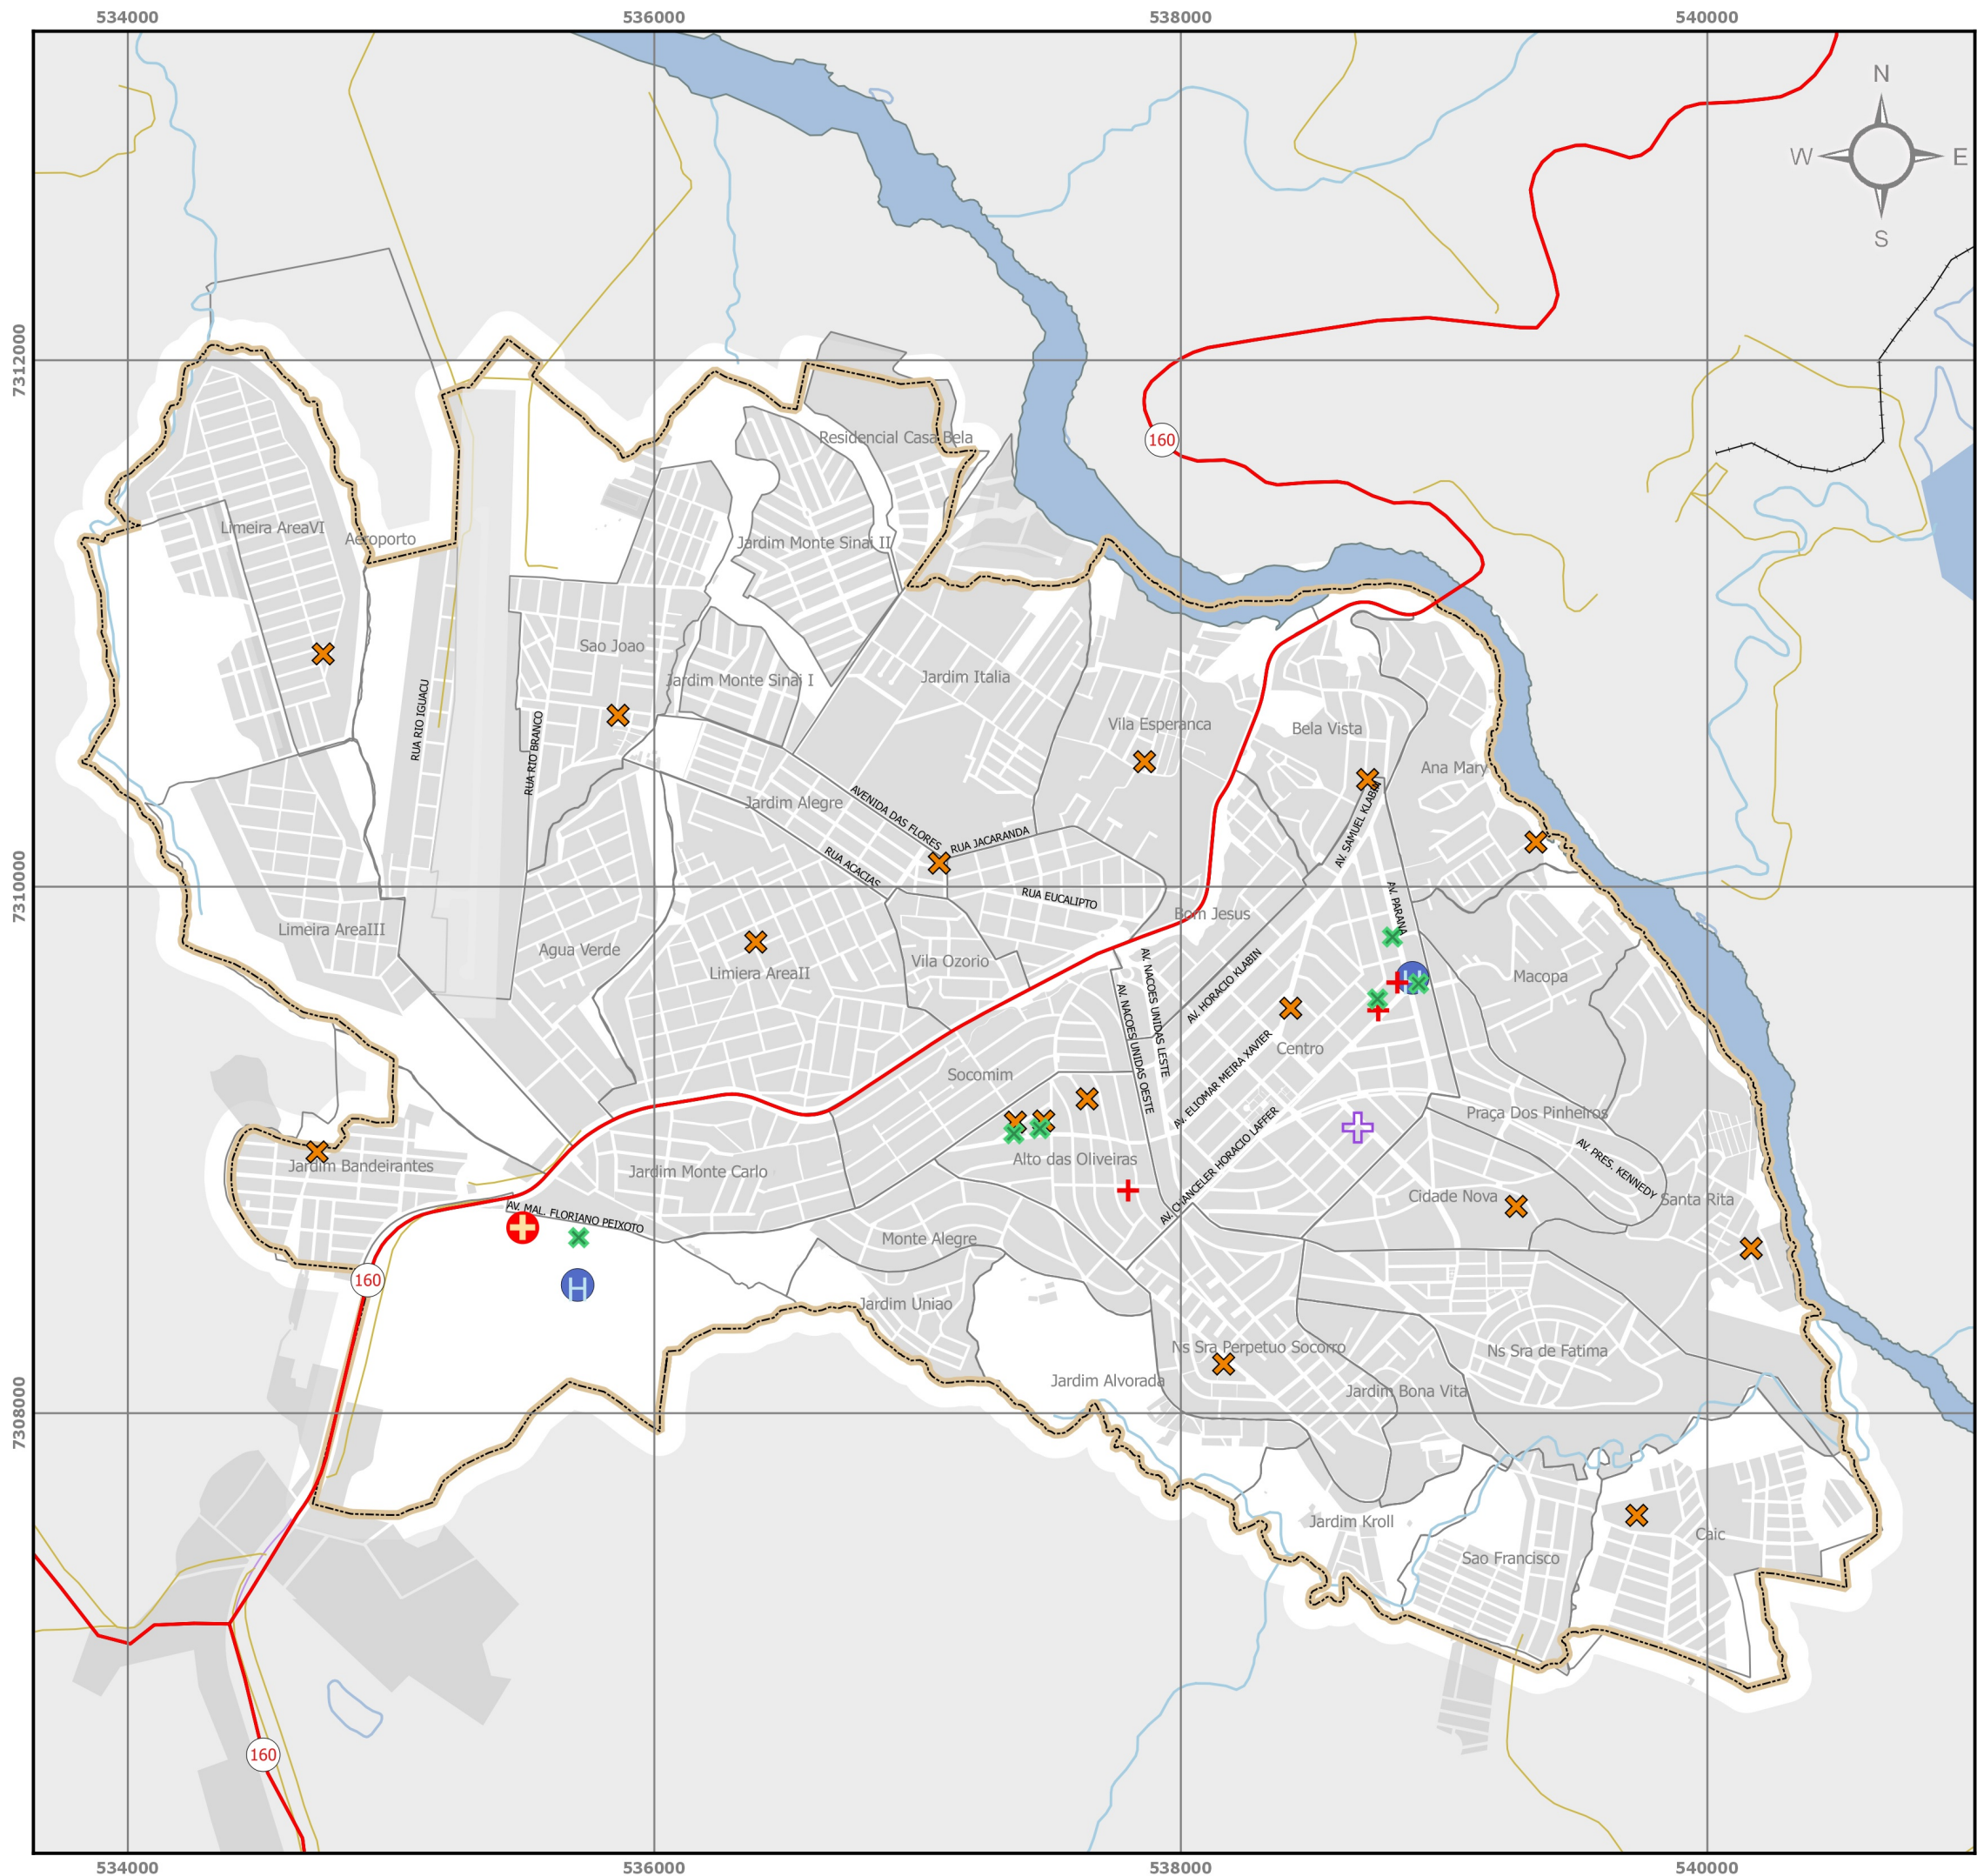 534000
536000
538000
540000
N
W
E
S
7312000
160
Residencial Casa Bela
Limeira AreaVI
Aeroporto
Jardim Monte Sinai II
Sao Joao
Jardim Monte Sinai I
Jardim Italia
RUA RIO IGUACU
RUA RIO BRANCO
Vila Esperanca
Bela Vista
Ana Mary
Jardim Alegre
AVENIDA DAS FLORES
RUA JACARANDA
AV. SAMUEL KLABIN
RUA ACACIAS
7310000
RUA EUCALIPTO
AV. PARANA
Bom Jesus
Limeira AreaIII
Agua Verde
Limiera AreaII
Vila Ozorio
AV. NACOES UNIDAS LESTE
AV. HORACIO KLABIN
H
Macopa
AV. NACOES UNIDAS OESTE
Centro
AV. ELIOMAR MEIRA XAVIER
Socomim
Praça Dos Pinheiros
AV. CHANCELER HORACIO LAFFER
Jardim Bandeirantes
Jardim Monte Carlo
Alto das Oliveiras
AV. PRES. KENNEDY
Cidade Nova
Santa Rita
AV. MAL. FLORIANO PEIXOTO
Monte Alegre
160
H
Jardim Uniao
Ns Sra Perpetuo Socorro
Ns Sra de Fatima
Jardim Alvorada
Jardim Bona Vita
7308000
Jardim Kroll
Caic
Sao Francisco
160
534000
536000
538000
540000